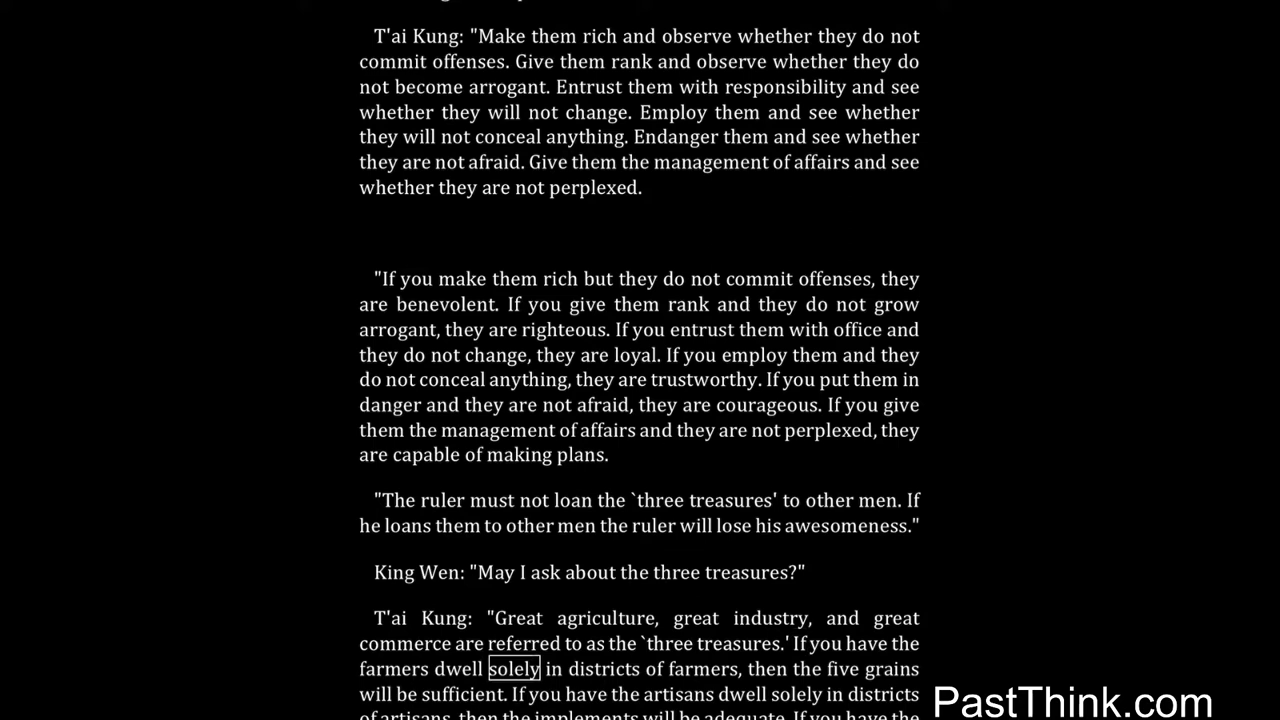 T'ai Kung: "Make them rich and observe whether they do not
commit offenses. Give them rank and observe whether they do
not become arrogant. Entrust them with responsibility and see
whether they will not change. Employ them and see whether
they will not conceal anything. Endanger them and see whether
they are not afraid. Give them the management of affairs and see
whether they are not perplexed.
"If you make them rich but they do not commit offenses, they
are benevolent. If you give them rank and they do not grow
arrogant, they are righteous. If you entrust them with office and
they do not change, they are loyal. If you employ them and they
do not conceal anything, they are trustworthy. If you put them in
danger and they are not afraid, they are courageous. If you give
them the management of affairs and they are not perplexed, they
are capable of making plans.
"The ruler must not loan the `three treasures' to other men. If
he loans them to other men the ruler will lose his awesomeness."
King Wen: "May I ask about the three treasures?"
T'ai Kung: "Great agriculture, great industry, and great
commerce are referred to as the `three treasures.' If you have the
farmers dwell solely in districts of farmers, then the five grains
will be sufficient. If you have the artisans dwell solely in districts
of artisans, then the implements will be adequate. If you have the
PastThink.com